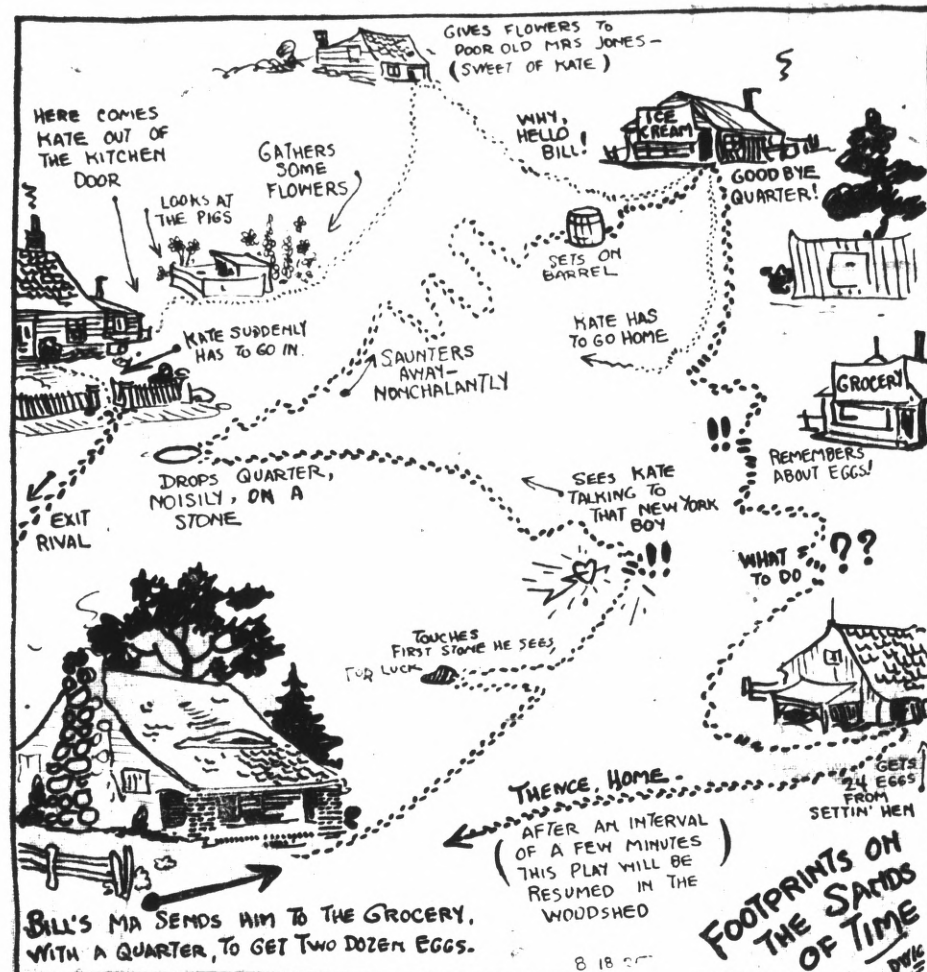 GIVES FLOWERS TO
POOR OLD MRS JONES-
(SWEET OF KATE)
HERE COMES
KATE OUT OF
THE KITCHEN
DOOR
LOOKS AT
THE PIGS
GATHERS
SOME
FLOWERS
WHY,
HELLO
BILL!
ICE
CREAM
GOOD BYE
QUARTER!
SETS ON
BARREL
KATE SUDDENLY
HAS TO GO IN.
SAUNTERS
AWAY-
NONCHALANTLY
KATE HAS
TO GO HOME
GROCERY
!!
REMEMBERS
ABOUT EGGS!
EXIT
RIVAL
DROPS QUARTER,
NOISILY, ON A
STONE
SEES KATE
TALKING TO
THAT NEW YORK
BOY
!!
WHAT
TO DO
??
TOUCHES
FIRST STONE HE SEES,
FOR LUCK
GETS
24 EGGS
FROM
SETTIN' HEN
THENCE HOME-
(AFTER AN INTERVAL
OF A FEW MINUTES
THIS PLAY WILL BE
RESUMED IN THE
WOODSHED)
BILL'S MA SENDS HIM TO THE GROCERY,
WITH A QUARTER, TO GET TWO DOZEN EGGS.
FOOTPRINTS ON
THE SANDS
OF TIME
DWIG
8 18